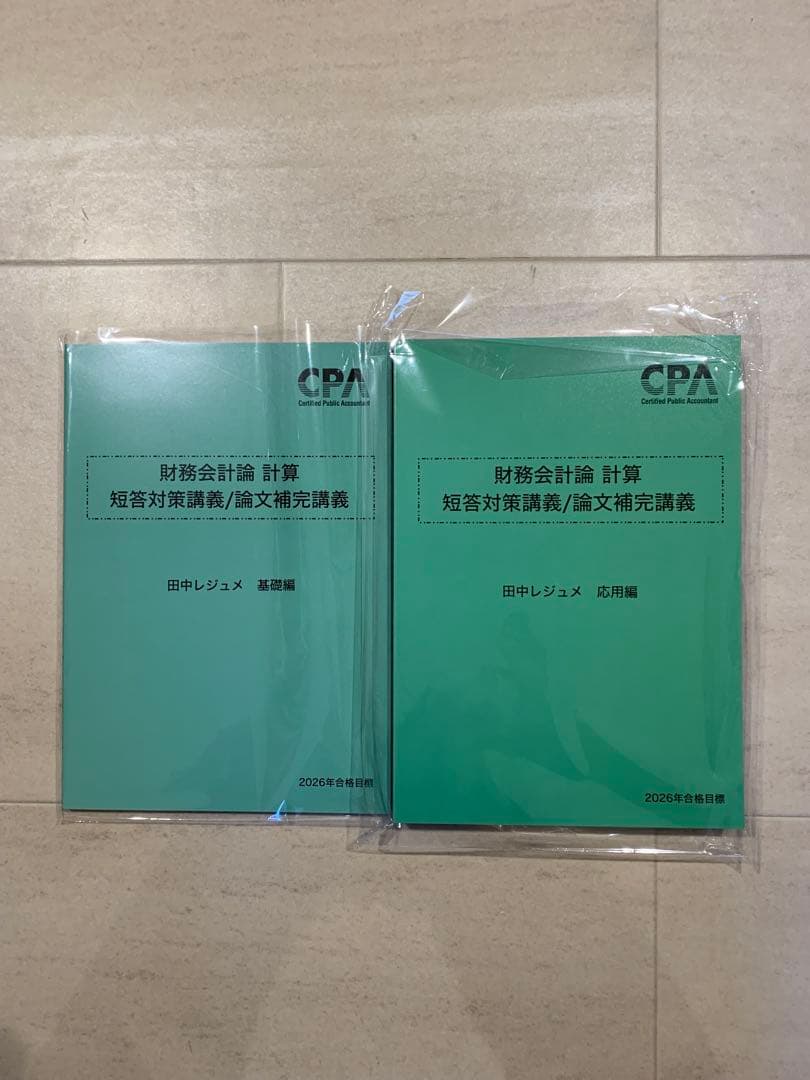 CPA
Certified Public Accountant
財務会計論 計算
短答対策講義/論文補完講義
田中レジュメ 基礎編
2026年合格目標
CPA
Certified Public Accountant
財務会計論 計算
短答対策講義/論文補完講義
田中レジュメ 応用編
2026年合格目標